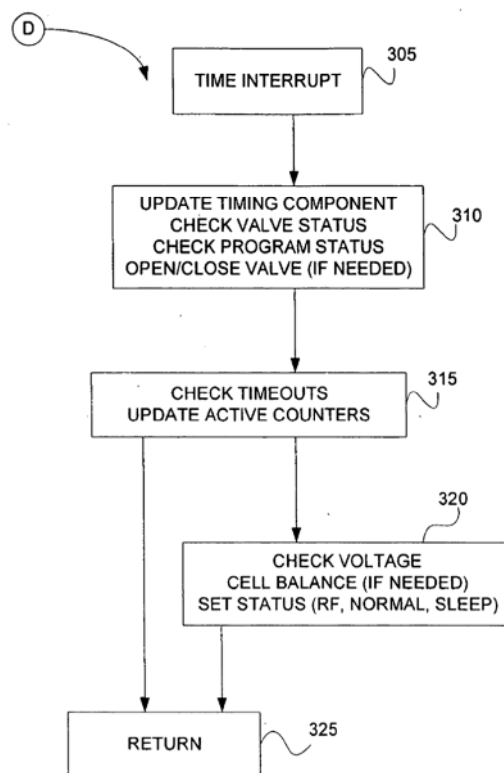 D
TIME INTERRUPT
305
UPDATE TIMING COMPONENT
CHECK VALVE STATUS
CHECK PROGRAM STATUS
OPEN/CLOSE VALVE (IF NEEDED)
310
CHECK TIMEOUTS
UPDATE ACTIVE COUNTERS
315
320
CHECK VOLTAGE
CELL BALANCE (IF NEEDED)
SET STATUS (RF, NORMAL, SLEEP)
RETURN
325